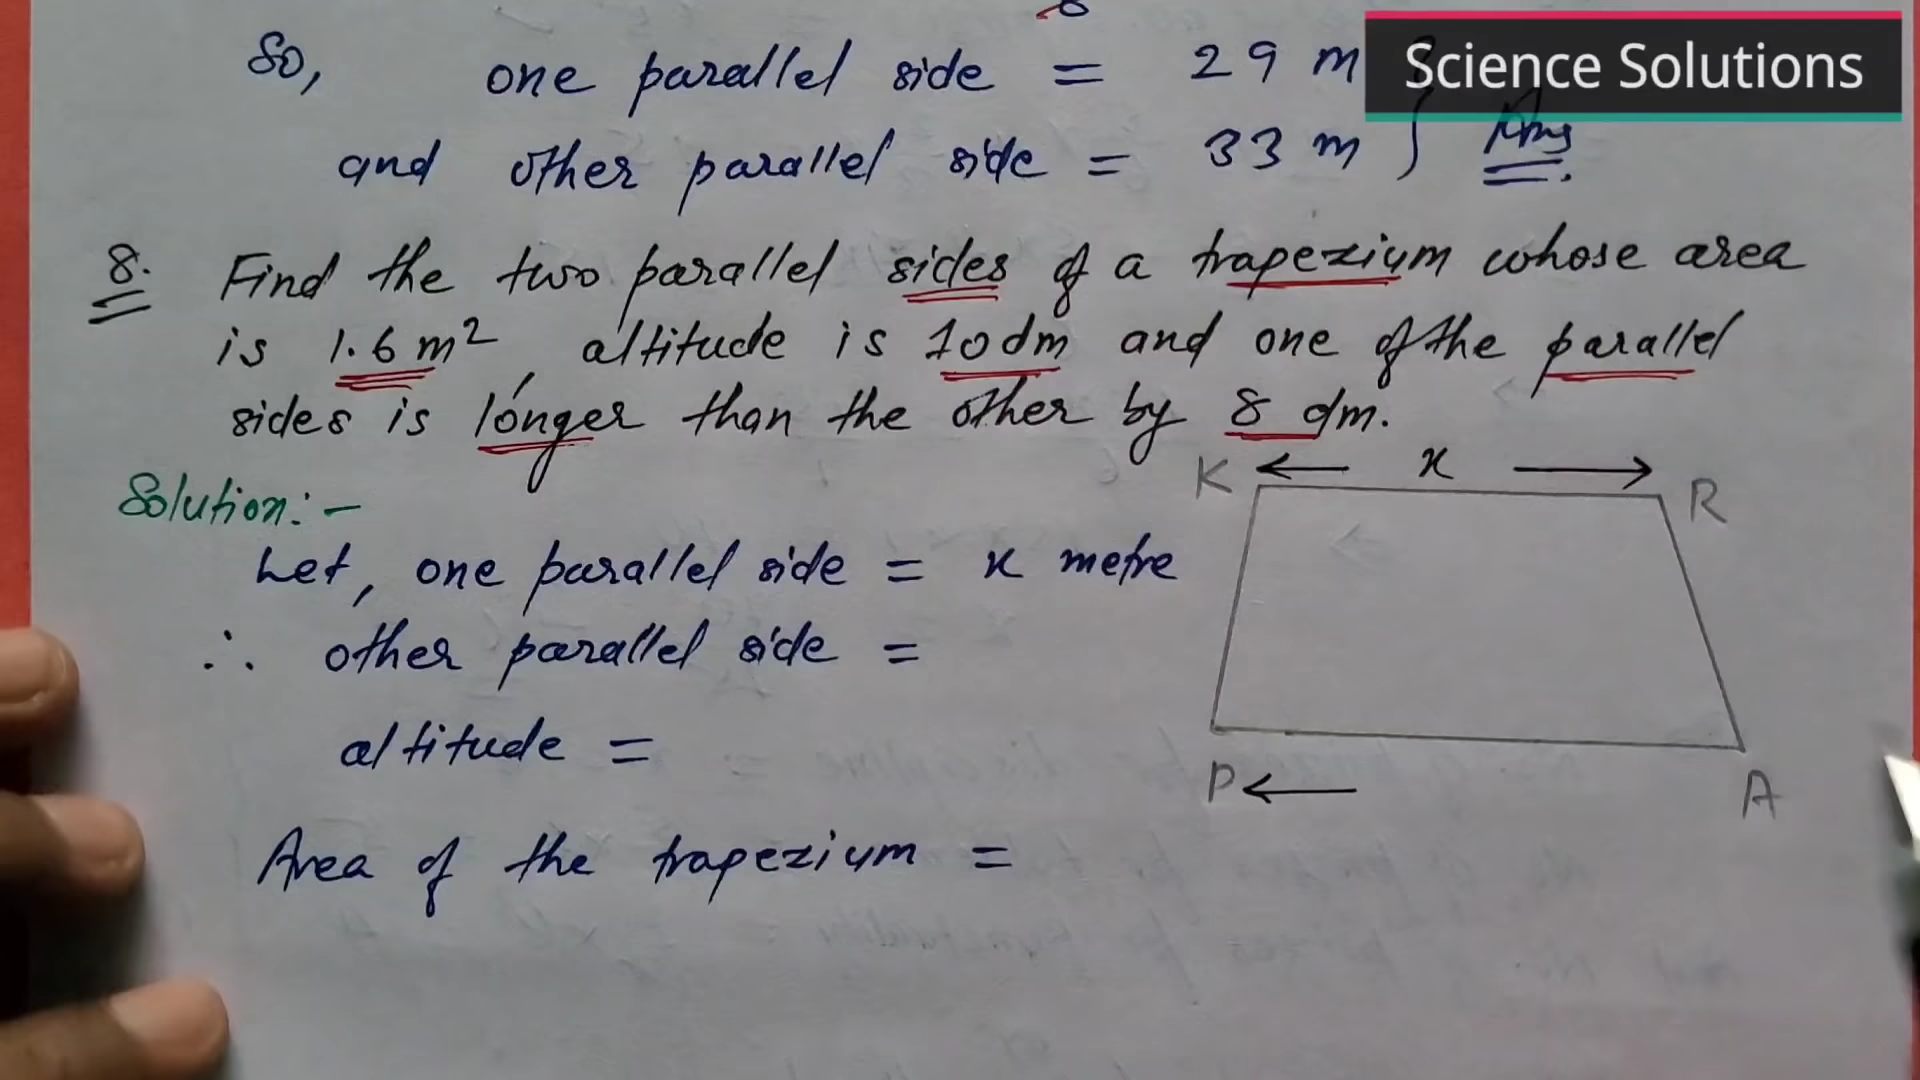 Science Solutions
So, one parallel side = 29 m
and other parallel side = 33 m } Ans.
8. Find the two parallel sides of a trapezium whose area
is 1.6 m², altitude is 10 dm and one of the parallel
sides is longer than the other by 8 dm.
K ← x → R
Solution:-
Let, one parallel side = x metre
∴ other parallel side =
altitude =
P ← A
Area of the trapezium =